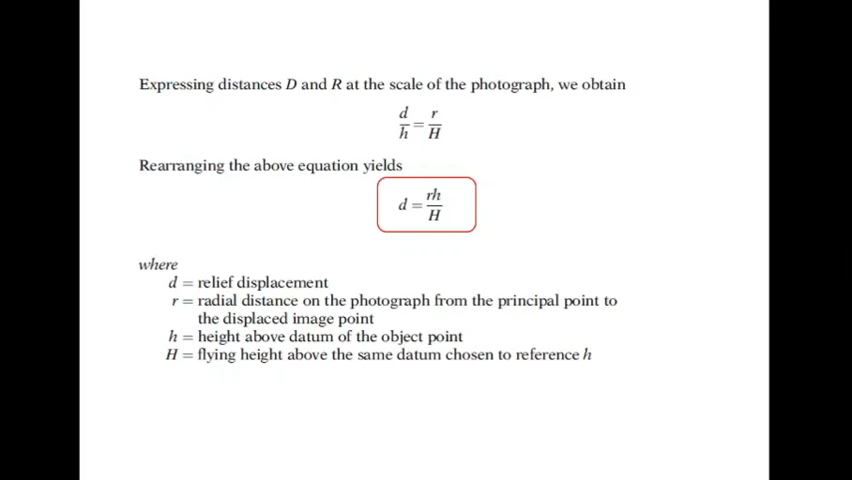 Expressing distances D and R at the scale of the photograph, we obtain
d/h = r/H
Rearranging the above equation yields
d = rh/H
where
d = relief displacement
r = radial distance on the photograph from the principal point to
the displaced image point
h = height above datum of the object point
H = flying height above the same datum chosen to reference h